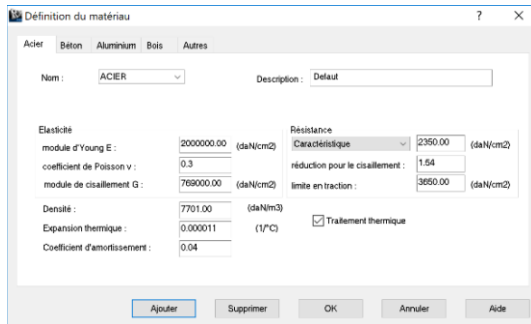 Définition du matériau
?
Acier Béton Aluminium Bois Autres
Nom : ACIER Description : Defaut
Elasticité Résistance
module d'Young E : 2000000.00 (daN/cm2) Caractéristique 2350.00 (daN/cm2)
coefficient de Poisson ν : 0.3 réduction pour le cisaillement : 1.54
module de cisaillement G : 769000.00 (daN/cm2) limite en traction : 3650.00 (daN/cm2)
Densité : 7701.00 (daN/m3)
Traitement thermique
Expansion thermique : 0.000011 (1/°C)
Coefficient d'amortissement : 0.04
Ajouter Supprimer OK Annuler Aide